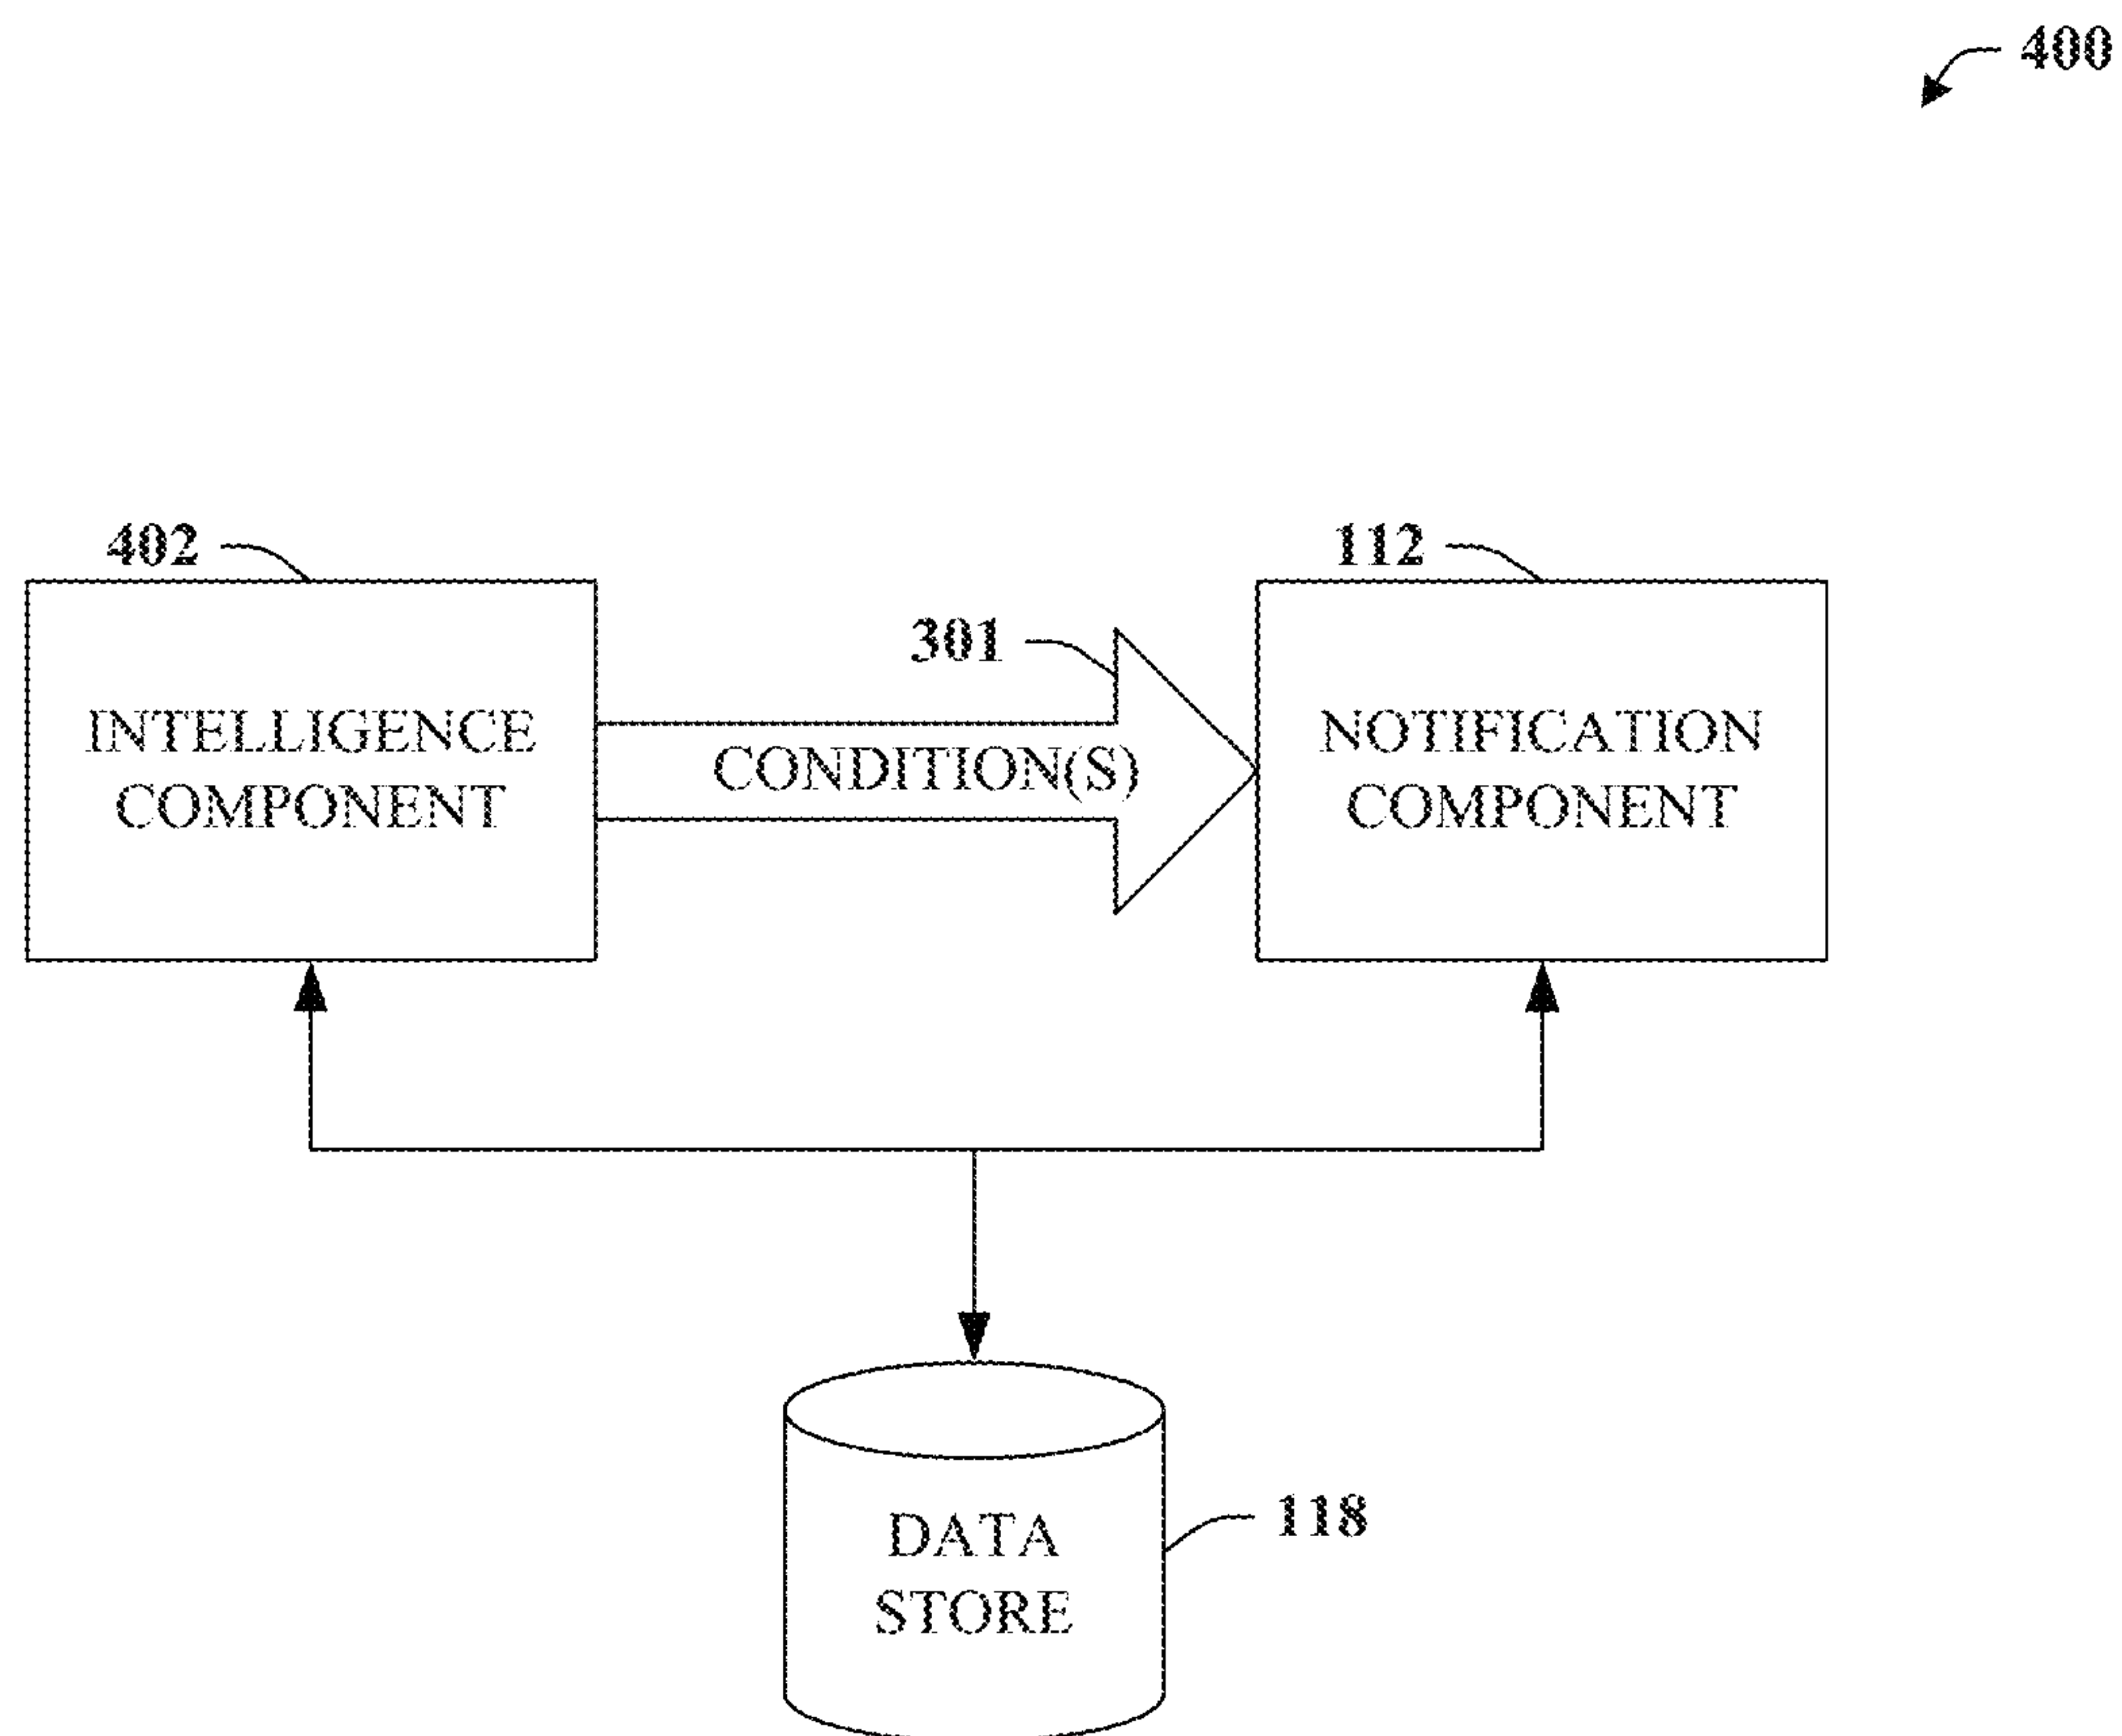 400
402
112
301
INTELLIGENCE
COMPONENT
CONDITION(S)
NOTIFICATION
COMPONENT
118
DATA
STORE